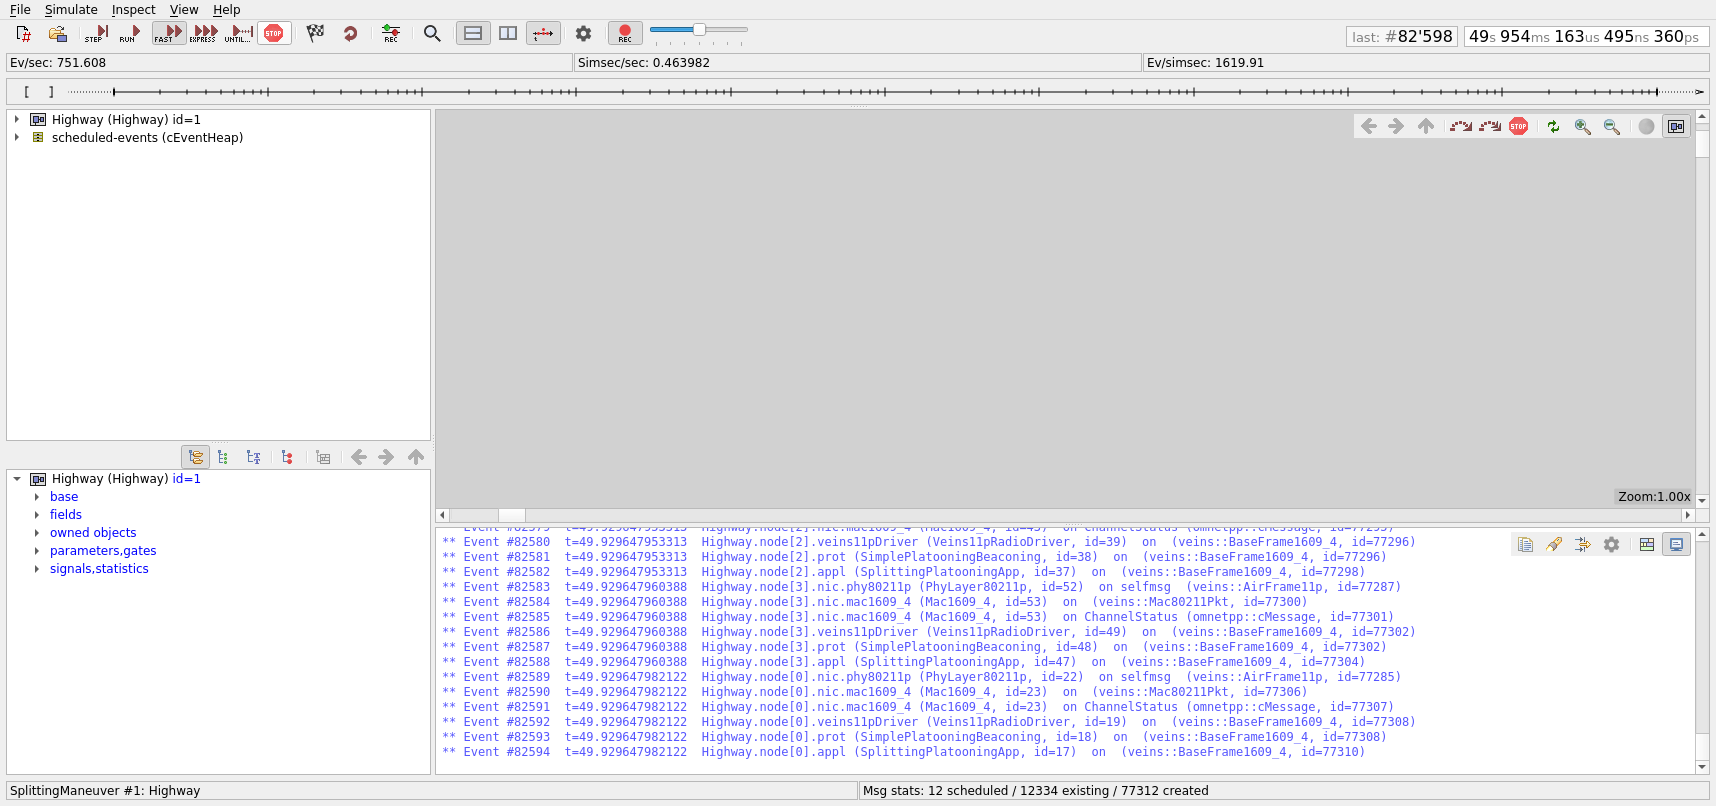 File Simulate Inspect View Help
STEP RUN FAST EXPRESS UNTIL... STOP REC REC
last: #82'598 49s 954ms 163us 495ns 360ps
Ev/sec: 751.608 Simsec/sec: 0.463982 Ev/simsec: 1619.91
[ ]
Highway (Highway) id=1
scheduled-events (cEventHeap)
STOP
Zoom:1.00x
Highway (Highway) id=1
base
fields
owned objects
parameters,gates
signals,statistics
** Event #82580 t=49.929647953313 Highway.node[2].veins11pDriver (Veins11pRadioDriver, id=39) on (veins::BaseFrame1609_4, id=77296)
** Event #82581 t=49.929647953313 Highway.node[2].prot (SimplePlatooningBeaconing, id=38) on (veins::BaseFrame1609_4, id=77296)
** Event #82582 t=49.929647953313 Highway.node[2].appl (SplittingPlatooningApp, id=37) on (veins::BaseFrame1609_4, id=77298)
** Event #82583 t=49.929647960388 Highway.node[3].nic.phy80211p (PhyLayer80211p, id=52) on selfmsg (veins::AirFrame11p, id=77287)
** Event #82584 t=49.929647960388 Highway.node[3].nic.mac1609_4 (Mac1609_4, id=53) on (veins::Mac80211Pkt, id=77300)
** Event #82585 t=49.929647960388 Highway.node[3].nic.mac1609_4 (Mac1609_4, id=53) on ChannelStatus (omnetpp::cMessage, id=77301)
** Event #82586 t=49.929647960388 Highway.node[3].veins11pDriver (Veins11pRadioDriver, id=49) on (veins::BaseFrame1609_4, id=77302)
** Event #82587 t=49.929647960388 Highway.node[3].prot (SimplePlatooningBeaconing, id=48) on (veins::BaseFrame1609_4, id=77302)
** Event #82588 t=49.929647960388 Highway.node[3].appl (SplittingPlatooningApp, id=47) on (veins::BaseFrame1609_4, id=77304)
** Event #82589 t=49.929647982122 Highway.node[0].nic.phy80211p (PhyLayer80211p, id=22) on selfmsg (veins::AirFrame11p, id=77285)
** Event #82590 t=49.929647982122 Highway.node[0].nic.mac1609_4 (Mac1609_4, id=23) on (veins::Mac80211Pkt, id=77306)
** Event #82591 t=49.929647982122 Highway.node[0].nic.mac1609_4 (Mac1609_4, id=23) on ChannelStatus (omnetpp::cMessage, id=77307)
** Event #82592 t=49.929647982122 Highway.node[0].veins11pDriver (Veins11pRadioDriver, id=19) on (veins::BaseFrame1609_4, id=77308)
** Event #82593 t=49.929647982122 Highway.node[0].prot (SimplePlatooningBeaconing, id=18) on (veins::BaseFrame1609_4, id=77308)
** Event #82594 t=49.929647982122 Highway.node[0].appl (SplittingPlatooningApp, id=17) on (veins::BaseFrame1609_4, id=77310)
SplittingManeuver #1: Highway
Msg stats: 12 scheduled / 12334 existing / 77312 created